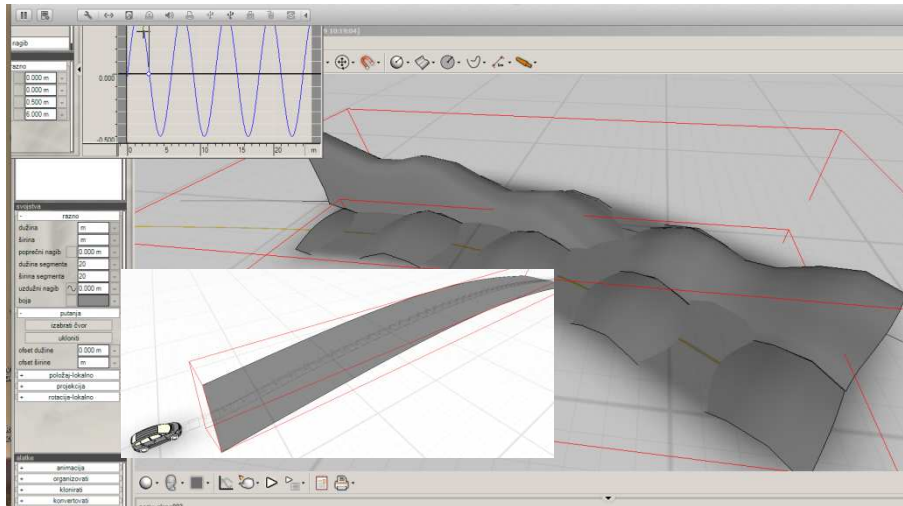 nagib
razno
0.000 m
0.000 m
0.500 m
6.000 m
0.000
-0.500
0 5 10 15 20 m
svojstva
- razno
dužina m
širina m
poprečni nagib 0.000 m
dužina segmenta 20
širina segmenta 20
uzdužni nagib 0.000 m
boja
- putanja
izabrati čvor
ukloniti
ofset dužine 0.000 m
ofset širine m
+ položaj-lokalno
+ projekcija
+ rotacija-lokalno
alatke
+ animacija
+ organizovati
+ klonirati
+ konvertovati